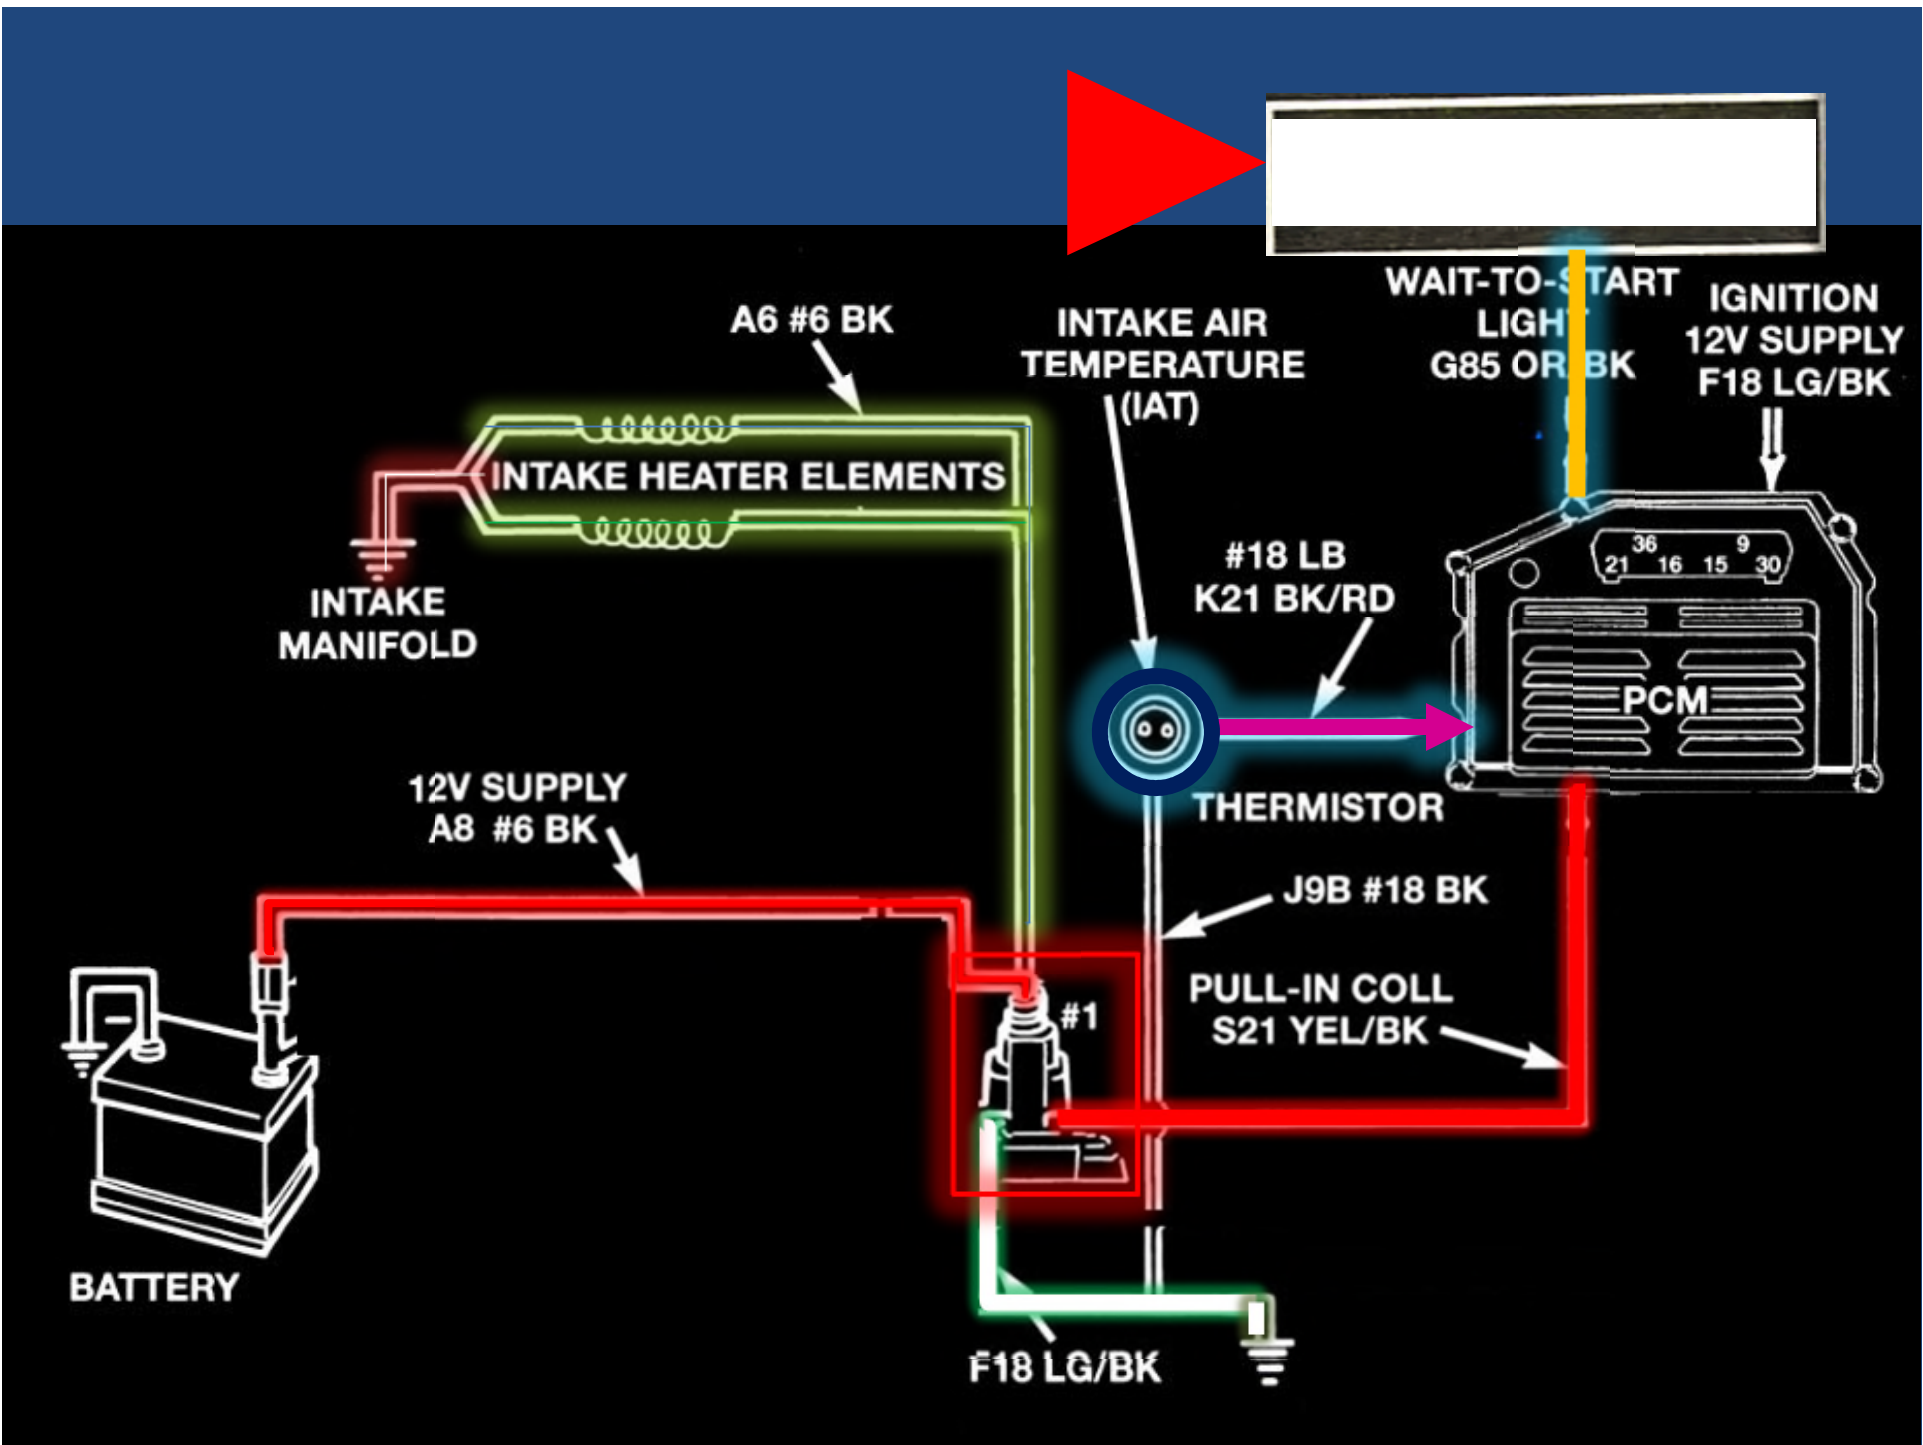 WAIT-TO-START
LIGHT
G85 OR/BK
IGNITION
12V SUPPLY
F18 LG/BK
A6 #6 BK
INTAKE AIR
TEMPERATURE
(IAT)
INTAKE HEATER ELEMENTS
INTAKE
MANIFOLD
#18 LB
K21 BK/RD
36 9
21 16 15 30
PCM
THERMISTOR
12V SUPPLY
A8 #6 BK
J9B #18 BK
PULL-IN COLL
S21 YEL/BK
#1
BATTERY
F18 LG/BK